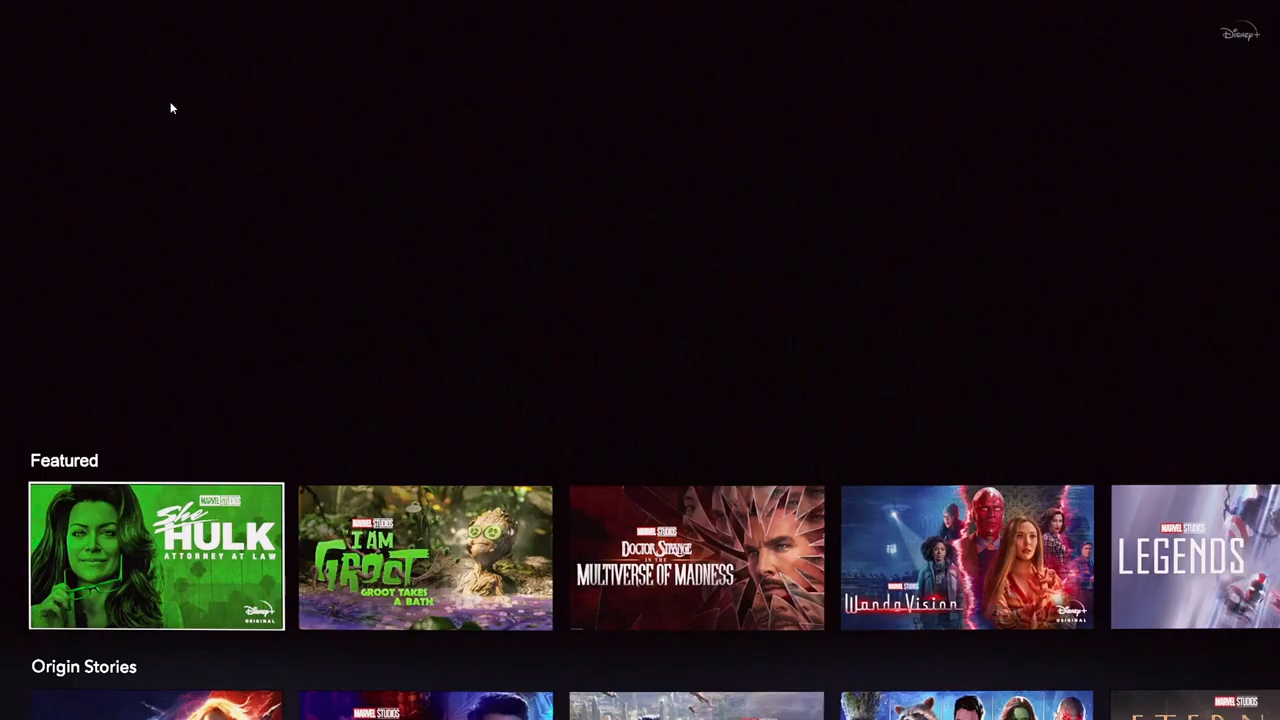 Disney+
Featured
MARVEL STUDIOS
She
HULK
ATTORNEY AT LAW
Disney+
ORIGINAL
MARVEL STUDIOS
I AM
GROOT
GROOT TAKES
A BATH
MARVEL STUDIOS
DOCTOR STRANGE
IN THE
MULTIVERSE OF MADNESS
MARVEL STUDIOS
WandaVision
Disney+
ORIGINAL
MARVEL STUDIOS
LEGENDS
Origin Stories
MARVEL STUDIOS
MARVEL STUDIOS